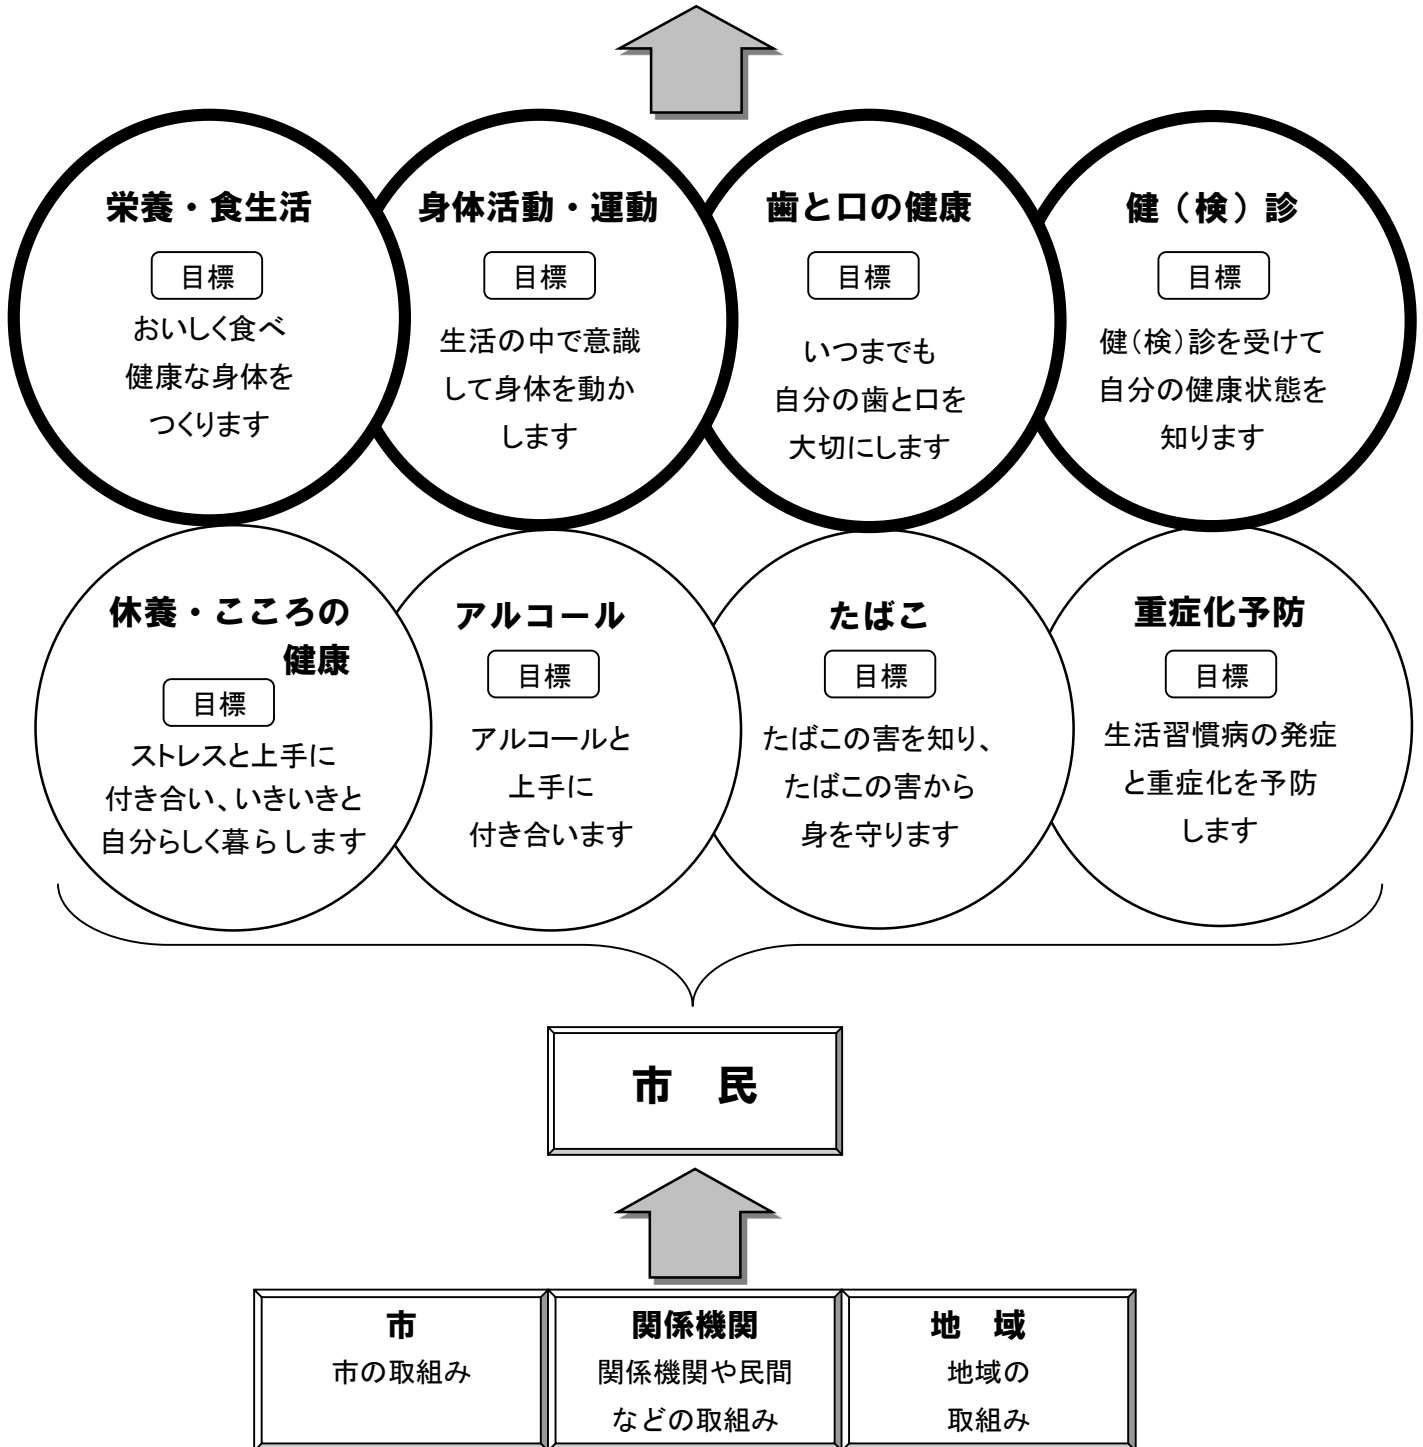 栄養・食生活
目標
おいしく食べ
健康な身体を
つくります
身体活動・運動
目標
生活の中で意識
して身体を動か
します
歯と口の健康
目標
いつまでも
自分の歯と口を
大切にします
健（検）診
目標
健（検）診を受けて
自分の健康状態を
知ります
休養・こころの
健康
目標
ストレスと上手に
付き合い、いきいきと
自分らしく暮らします
アルコール
目標
アルコールと
上手に
付き合います
たばこ
目標
たばこの害を知り、
たばこの害から
身を守ります
重症化予防
目標
生活習慣病の発症
と重症化を予防
します
市　民
市
市の取組み
関係機関
関係機関や民間
などの取組み
地　域
地域の
取組み